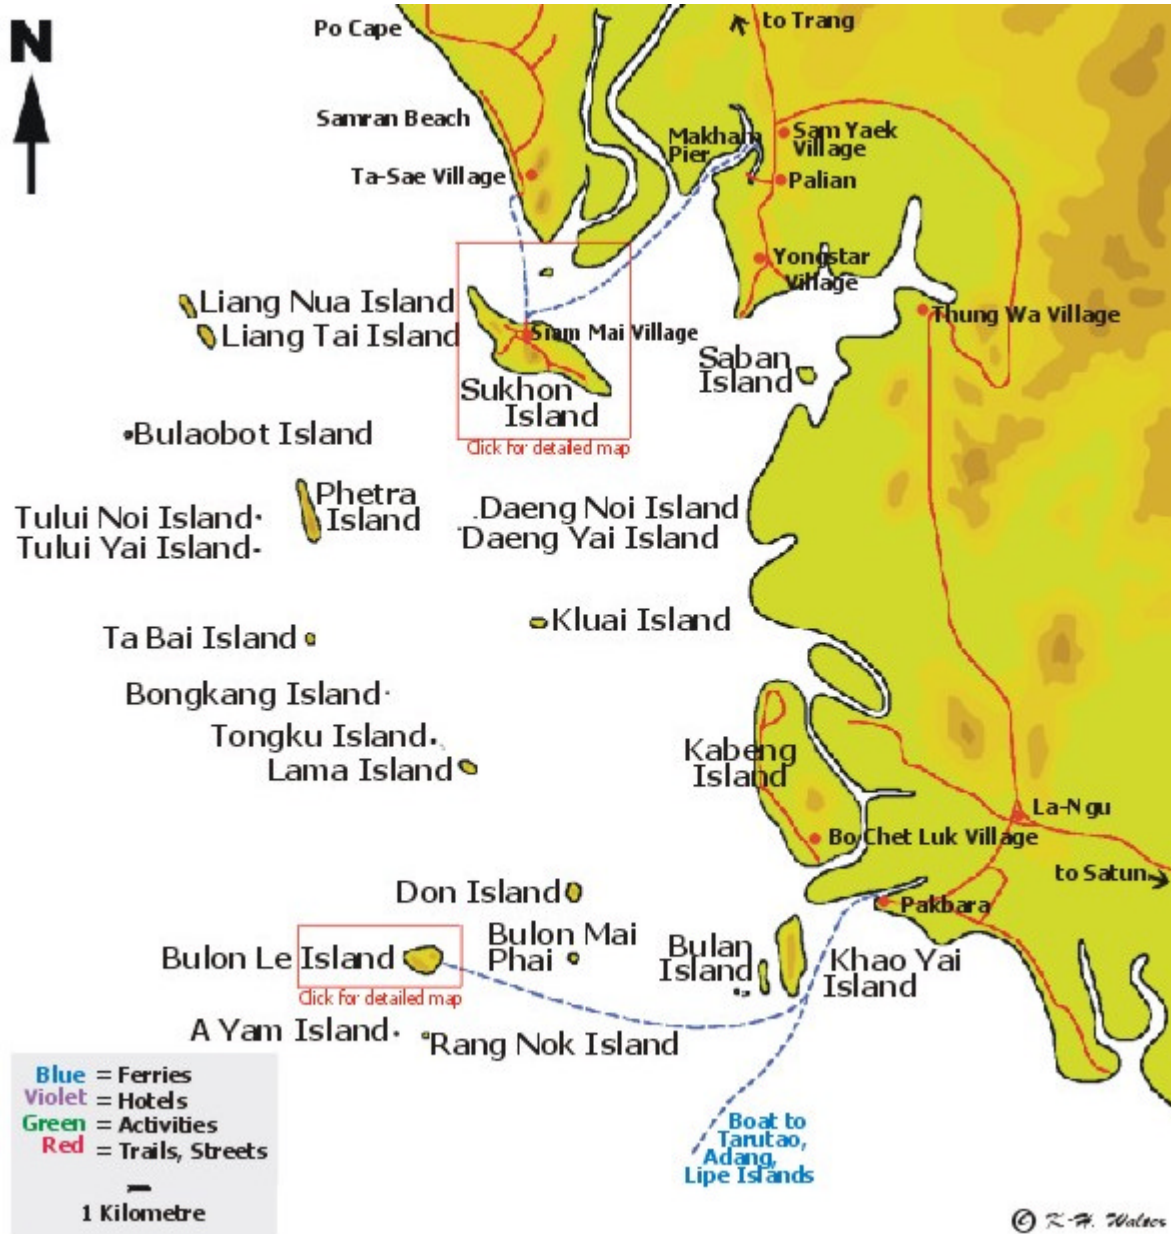 N
Po Cape
to Trang
Samran Beach
Makham
Pier
Sam Yaek
Village
Ta-Sae Village
Palian
Yongstar
Village
Liang Nua Island
Liang Tai Island
Siam Mai Village
Thung Wa Village
Saban
Island
Sukhon
Island
Bulaobot Island
Click for detailed map
Phetra
Island
Tului Noi Island
Tului Yai Island
Daeng Noi Island
Daeng Yai Island
Kluai Island
Ta Bai Island
Bongkang Island
Tongku Island
Lama Island
Kabeng
Island
La-Ngu
Bo Chet Luk Village
to Satun
Don Island
Pakbara
Bulon Le Island
Bulon Mai
Phai
Bulan
Island
Khao Yai
Island
Click for detailed map
A Yam Island
Rang Nok Island
Blue = Ferries
Violet = Hotels
Green = Activities
Red = Trails, Streets
1 Kilometre
Boat to
Tarutao,
Adang,
Lipe Islands
© K-H. Walter